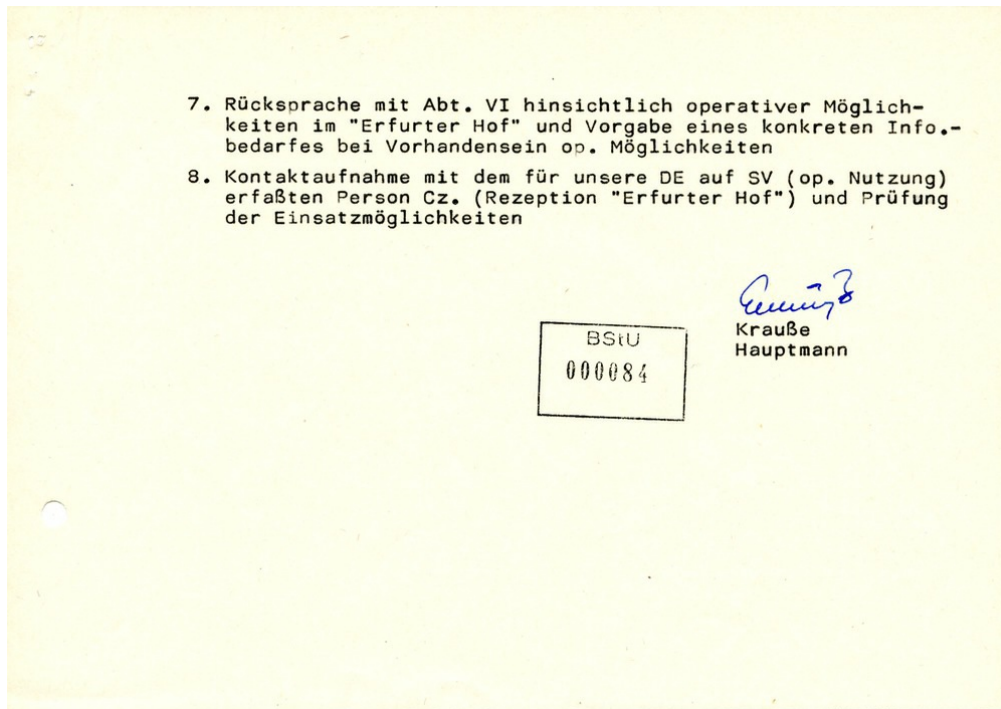 7. Rücksprache mit Abt. VI hinsichtlich operativer Möglich-
keiten im "Erfurter Hof" und Vorgabe eines konkreten Info.-
bedarfes bei Vorhandensein op. Möglichkeiten
8. Kontaktaufnahme mit dem für unsere DE auf SV (op. Nutzung)
erfaßten Person Cz. (Rezeption "Erfurter Hof") und Prüfung
der Einsatzmöglichkeiten
Krauße
Hauptmann
BStU
000084